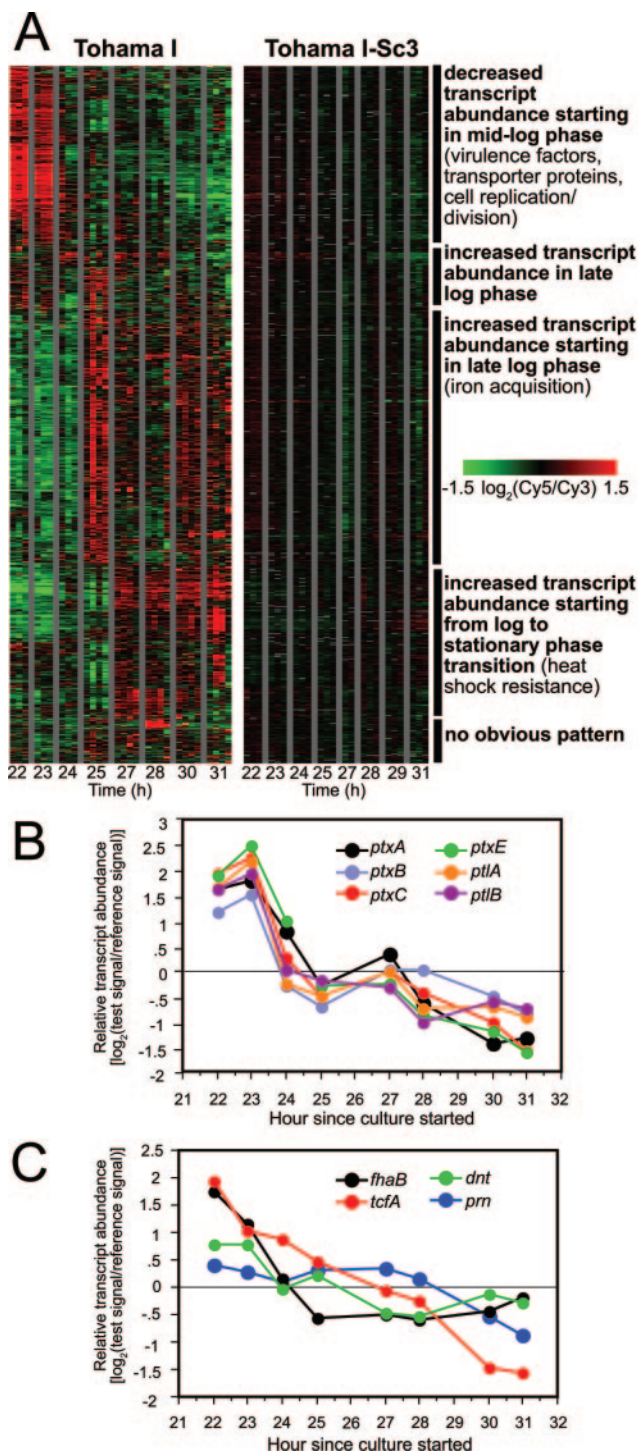 A
Tohama I
Tohama I-Sc3
decreased
transcript
abundance starting
in mid-log phase
(virulence factors,
transporter proteins,
cell replication/
division)
increased transcript
abundance in late
log phase
increased transcript
abundance starting
in late log phase
(iron acquisition)
-1.5 log2(Cy5/Cy3) 1.5
increased transcript
abundance starting
from log to
stationary phase
transition (heat
shock resistance)
no obvious pattern
22 23 24 25 27 28 30 31
Time (h)
22 23 24 25 27 28 29 31
Time (h)
B
Relative transcript abundance
[log2(test signal/reference signal)]
3
2.5
2
1.5
1
.5
0
-.5
-1
-1.5
-2
ptxA
ptxB
ptxC
ptxE
ptlA
ptlB
21 22 23 24 25 26 27 28 29 30 31 32
Hour since culture started
C
Relative transcript abundance
[log2(test signal/reference signal)]
2.5
2
1.5
1
.5
0
-.5
-1
-1.5
-2
fhaB
tcfA
dnt
prn
21 22 23 24 25 26 27 28 29 30 31 32
Hour since culture started